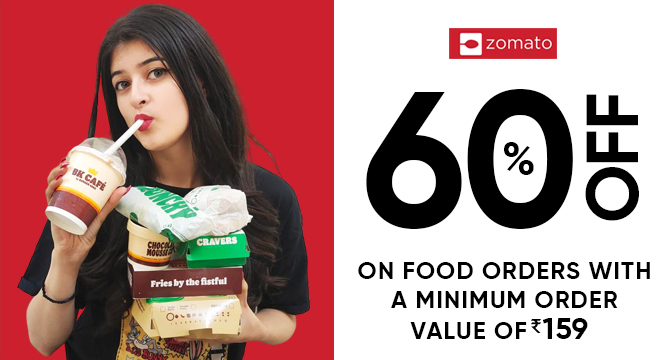 zomato
60% OFF
ON FOOD ORDERS WITH
A MINIMUM ORDER
VALUE OF ₹159
BK CAFÉ
CHOCO
MOUSSE
CRAVERS
Fries by the fistful